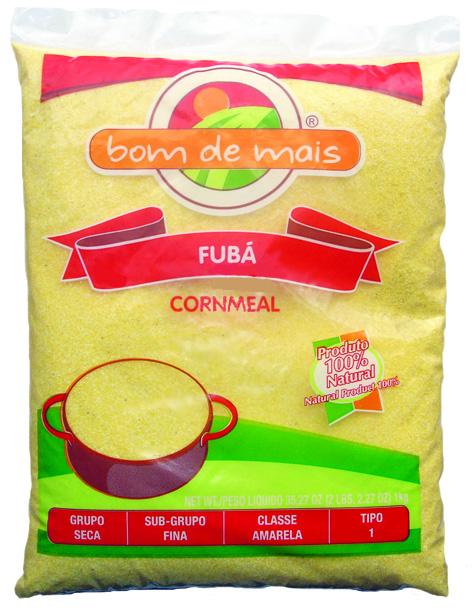 ®
bom de mais
FUBÁ
CORNMEAL
Produto
100%
Natural
Natural Product 100%
NET WT./PESO LIQUIDO 35.27 OZ (2 LBS, 2.27 OZ) 1kg
GRUPO SUB-GRUPO CLASSE TIPO
SECA FINA AMARELA 1